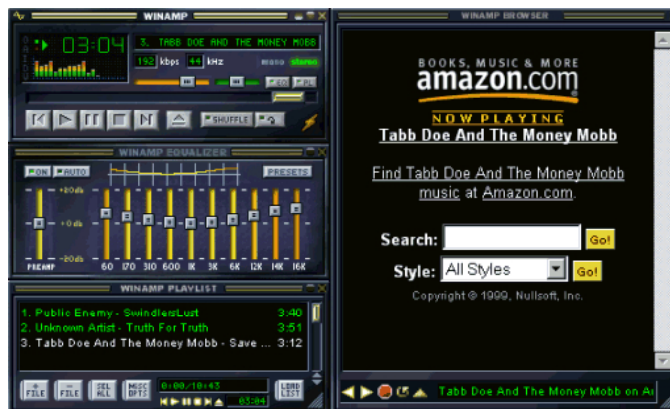 WINAMP
03:04
3. TABB DOE AND THE MONEY MOBB
192 kbps 44 kHz mono stereo
EQ PL
SHUFFLE
WINAMP EQUALIZER
ON AUTO PRESETS
+20db
+0db
-20db
PREAMP 60 170 310 600 1K 3K 6K 12K 14K 16K
WINAMP PLAYLIST
1. Public Enemy - SwindlersLust 3:40
2. Unknown Artist - Truth For Truth 3:51
3. Tabb Doe And The Money Mobb - Save ... 3:12
+ FILE
- FILE
SEL ALL
MISC OPTS
0:00/10:43
03:04
LOAD LIST
WINAMP BROWSER
BOOKS, MUSIC & MORE
amazon.com
NOW PLAYING
Tabb Doe And The Money Mobb
Find Tabb Doe And The Money Mobb
music at Amazon.com.
Search: Go!
Style: All Styles Go!
Copyright © 1999, Nullsoft, Inc.
Tabb Doe And The Money Mobb on